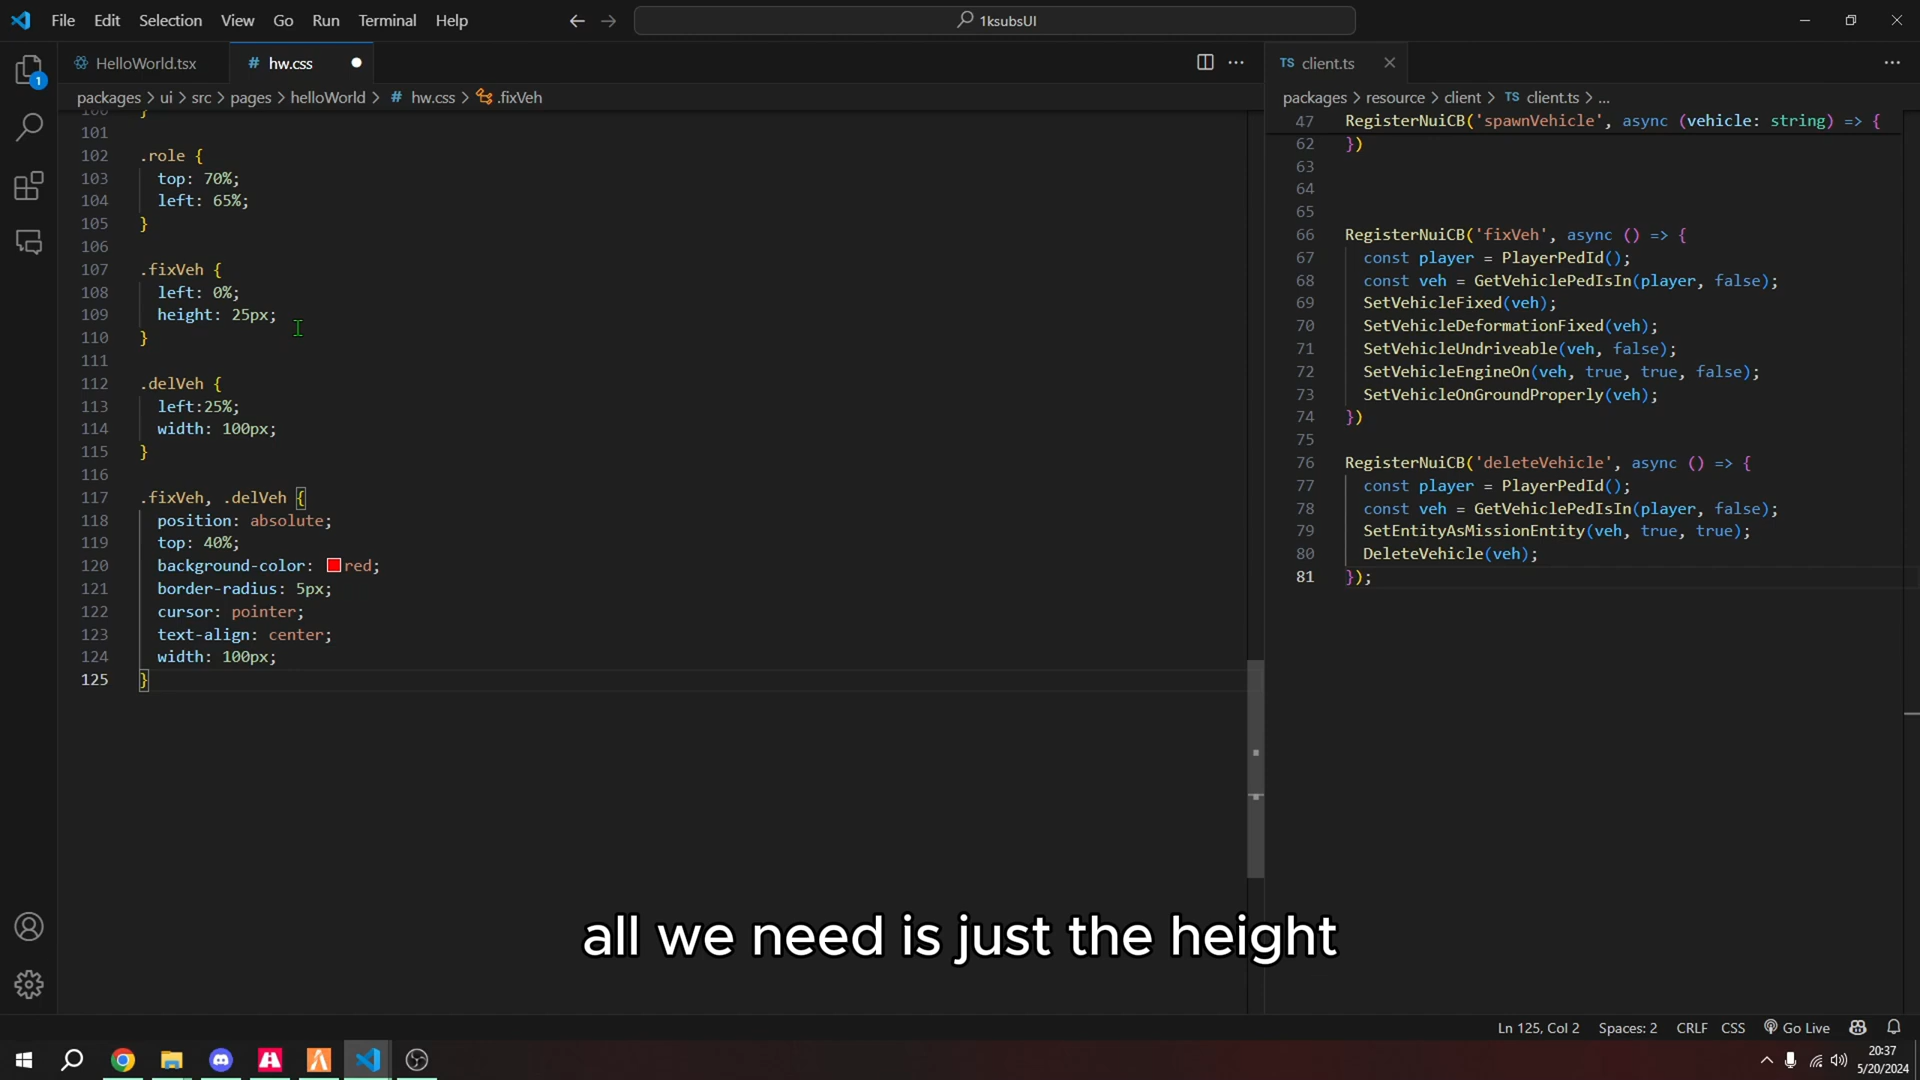 File Edit Selection View Go Run Terminal Help
1ksubsUI
1
HelloWorld.tsx
# hw.css
TS client.ts
packages > ui > src > pages > helloWorld > # hw.css > .fixVeh
packages > resource > client > TS client.ts > ...
100 }
101
102 .role {
103 top: 70%;
104 left: 65%;
105 }
106
107 .fixVeh {
108 left: 0%;
109 height: 25px;
110 }
111
112 .delVeh {
113 left:25%;
114 width: 100px;
115 }
116
117 .fixVeh, .delVeh {
118 position: absolute;
119 top: 40%;
120 background-color: red;
121 border-radius: 5px;
122 cursor: pointer;
123 text-align: center;
124 width: 100px;
125 }
47 RegisterNuiCB('spawnVehicle', async (vehicle: string) => {
62 })
63
64
65
66 RegisterNuiCB('fixVeh', async () => {
67 const player = PlayerPedId();
68 const veh = GetVehiclePedIsIn(player, false);
69 SetVehicleFixed(veh);
70 SetVehicleDeformationFixed(veh);
71 SetVehicleUndriveable(veh, false);
72 SetVehicleEngineOn(veh, true, true, false);
73 SetVehicleOnGroundProperly(veh);
74 })
75
76 RegisterNuiCB('deleteVehicle', async () => {
77 const player = PlayerPedId();
78 const veh = GetVehiclePedIsIn(player, false);
79 SetEntityAsMissionEntity(veh, true, true);
80 DeleteVehicle(veh);
81 });
all we need is just the height
Ln 125, Col 2 Spaces: 2 CRLF CSS Go Live
20:37
5/20/2024